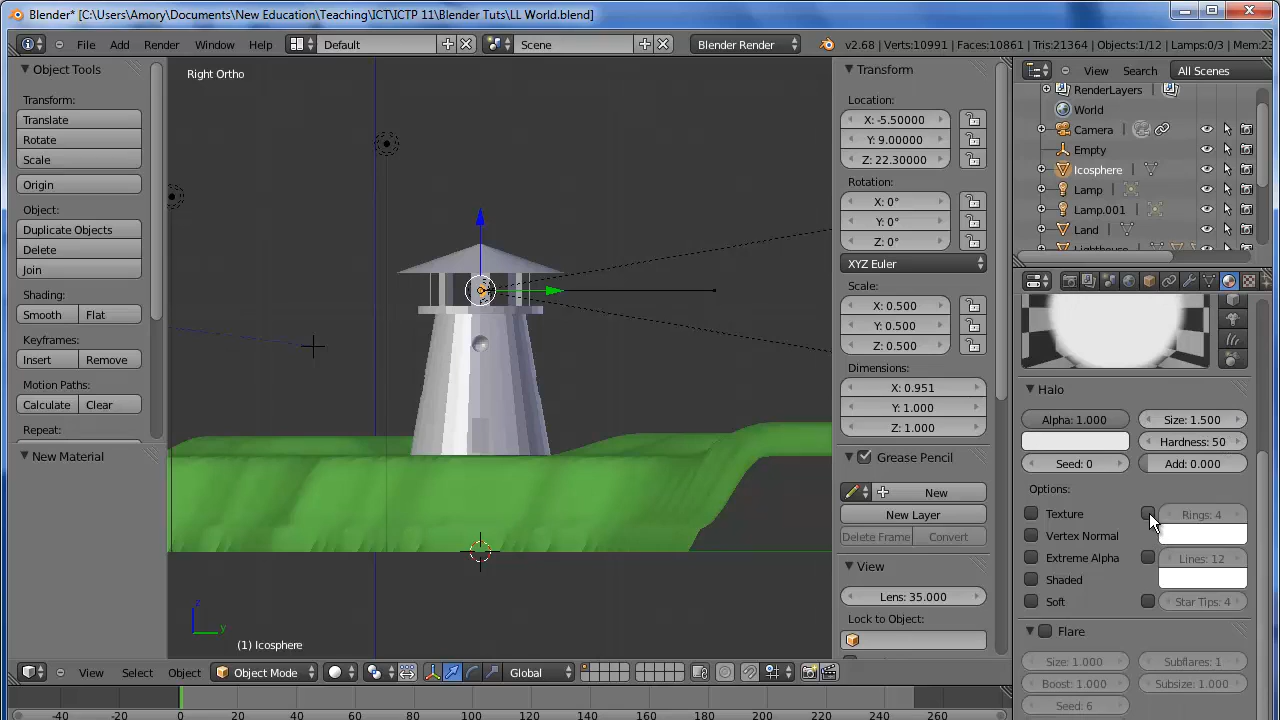 Blender* [C:\Users\Amory\Documents\New Education\Teaching\ICT\ICTP 11\Blender Tuts\LL World.blend]
File Add Render Window Help Default Scene Blender Render v2.68 | Verts:10991 | Faces:10861 | Tris:21364 | Objects:1/12 | Lamps:0/3 | Mem:23
Object Tools
Transform:
Translate
Rotate
Scale
Origin
Object:
Duplicate Objects
Delete
Join
Shading:
Smooth Flat
Keyframes:
Insert Remove
Motion Paths:
Calculate Clear
Repeat:
New Material
Right Ortho
z
y
(1) Icosphere
View Select Object Object Mode Global
-40 -20 0 20 40 60 80 100 120 140 160 180 200 220 240 260
Transform
Location:
X: -5.50000
Y: 9.00000
Z: 22.30000
Rotation:
X: 0°
Y: 0°
Z: 0°
XYZ Euler
Scale:
X: 0.500
Y: 0.500
Z: 0.500
Dimensions:
X: 0.951
Y: 1.000
Z: 1.000
Grease Pencil
New
New Layer
Delete Frame Convert
View
Lens: 35.000
Lock to Object:
View Search All Scenes
RenderLayers
World
Camera
Empty
Icosphere
Lamp
Lamp.001
Land
Lighthouse
Halo
Alpha: 1.000 Size: 1.500
Hardness: 50
Seed: 0 Add: 0.000
Options:
Texture Rings: 4
Vertex Normal
Extreme Alpha Lines: 12
Shaded
Soft Star Tips: 4
Flare
Size: 1.000 Subflares: 1
Boost: 1.000 Subsize: 1.000
Seed: 6